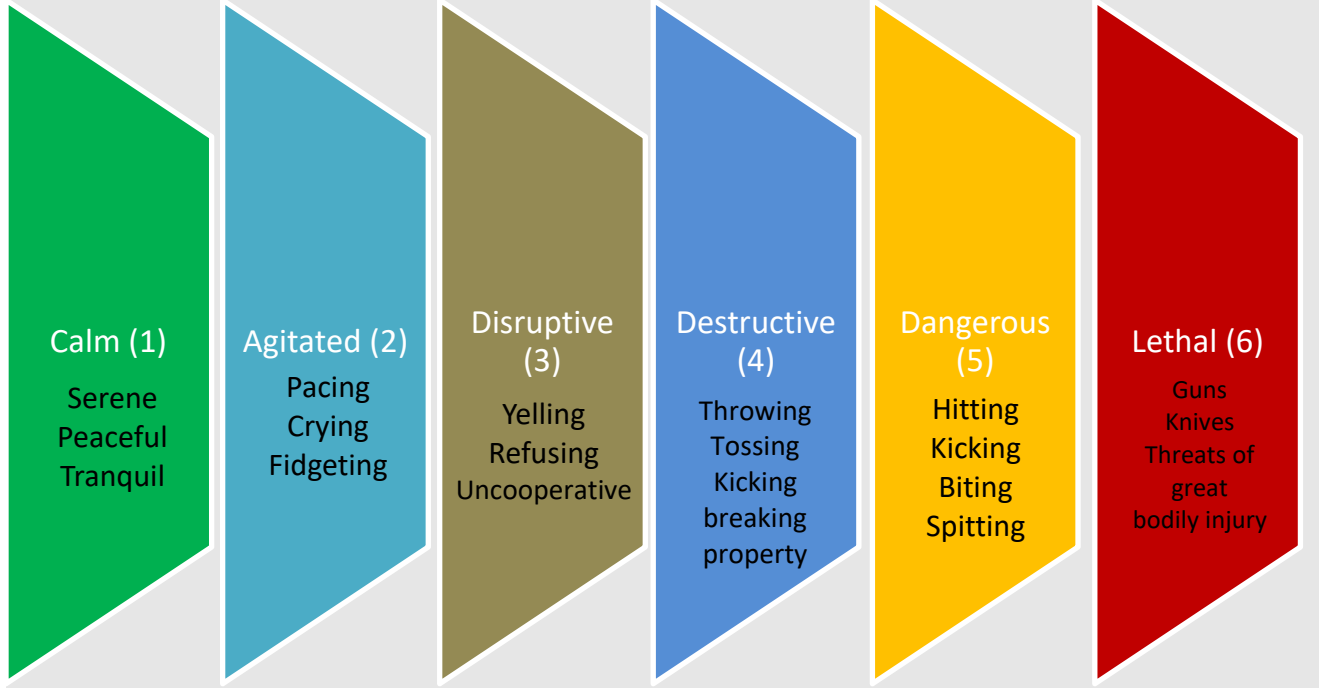 Calm (1)
Serene
Peaceful
Tranquil
Agitated (2)
Pacing
Crying
Fidgeting
Disruptive
(3)
Yelling
Refusing
Uncooperative
Destructive
(4)
Throwing
Tossing
Kicking
breaking
property
Dangerous
(5)
Hitting
Kicking
Biting
Spitting
Lethal (6)
Guns
Knives
Threats of
great
bodily injury